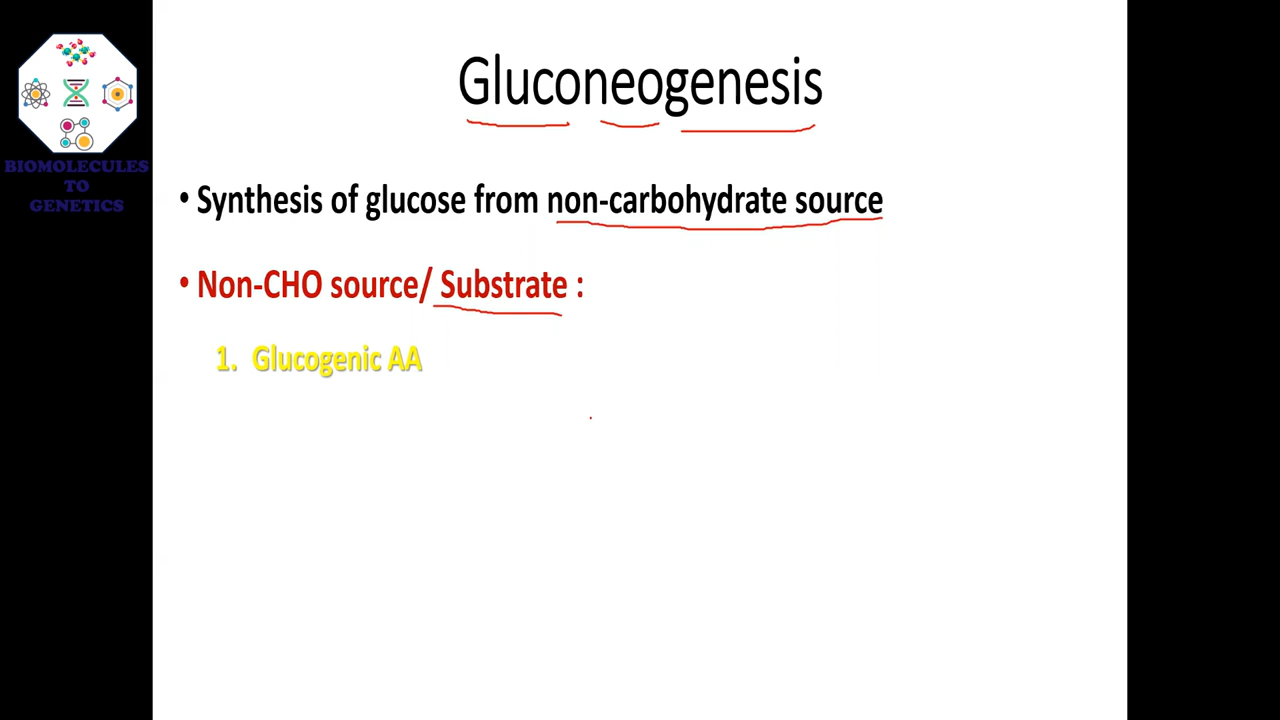 Gluconeogenesis
BIOMOLECULES
TO
GENETICS
• Synthesis of glucose from non-carbohydrate source
• Non-CHO source/ Substrate :
1. Glucogenic AA